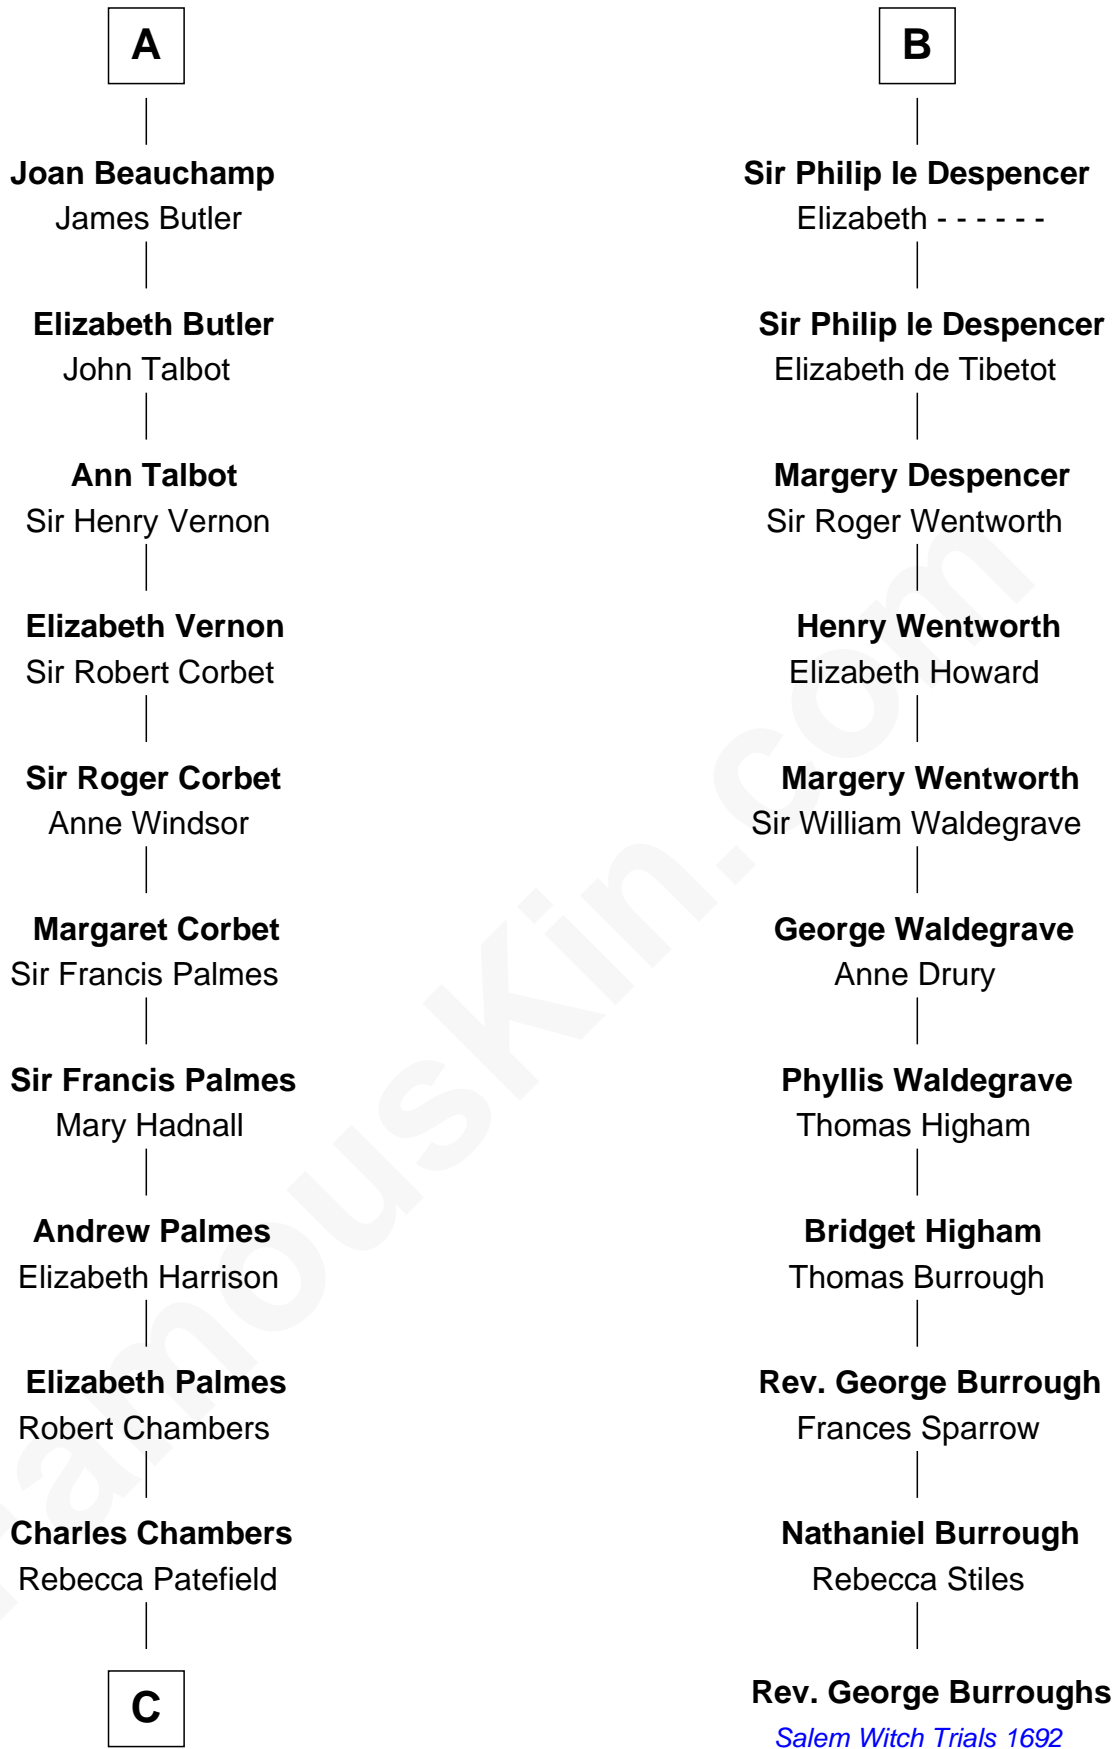 A
Joan Beauchamp
James Butler
Elizabeth Butler
John Talbot
Ann Talbot
Sir Henry Vernon
Elizabeth Vernon
Sir Robert Corbet
Sir Roger Corbet
Anne Windsor
Margaret Corbet
Sir Francis Palmes
Sir Francis Palmes
Mary Hadnall
Andrew Palmes
Elizabeth Harrison
Elizabeth Palmes
Robert Chambers
Charles Chambers
Rebecca Patefield
C
B
Sir Philip le Despencer
Elizabeth - - - - - -
Sir Philip le Despencer
Elizabeth de Tibetot
Margery Despencer
Sir Roger Wentworth
Henry Wentworth
Elizabeth Howard
Margery Wentworth
Sir William Waldegrave
George Waldegrave
Anne Drury
Phyllis Waldegrave
Thomas Higham
Bridget Higham
Thomas Burrough
Rev. George Burrough
Frances Sparrow
Nathaniel Burrough
Rebecca Stiles
Rev. George Burroughs
Salem Witch Trials 1692
FamousKin.com